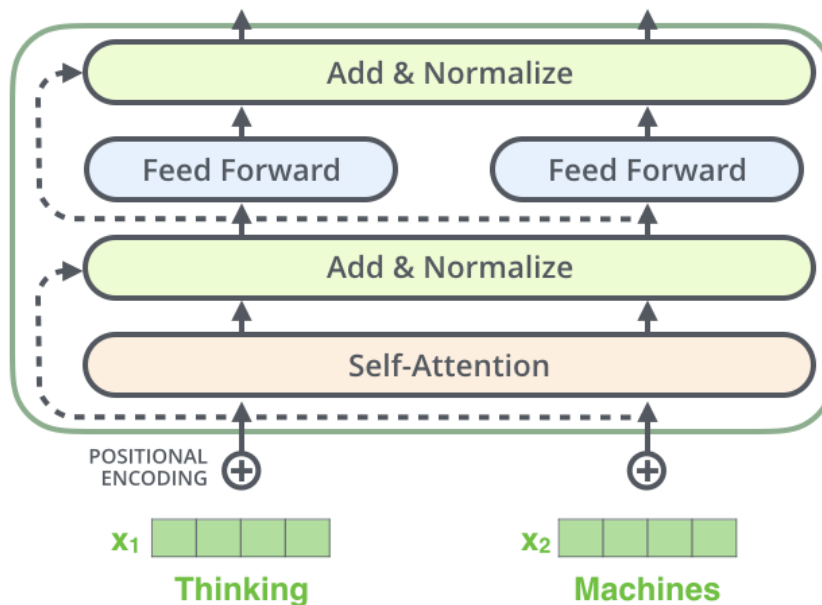 Add & Normalize
Feed Forward Feed Forward
Add & Normalize
Self-Attention
POSITIONAL
ENCODING
x₁ x₂
Thinking Machines